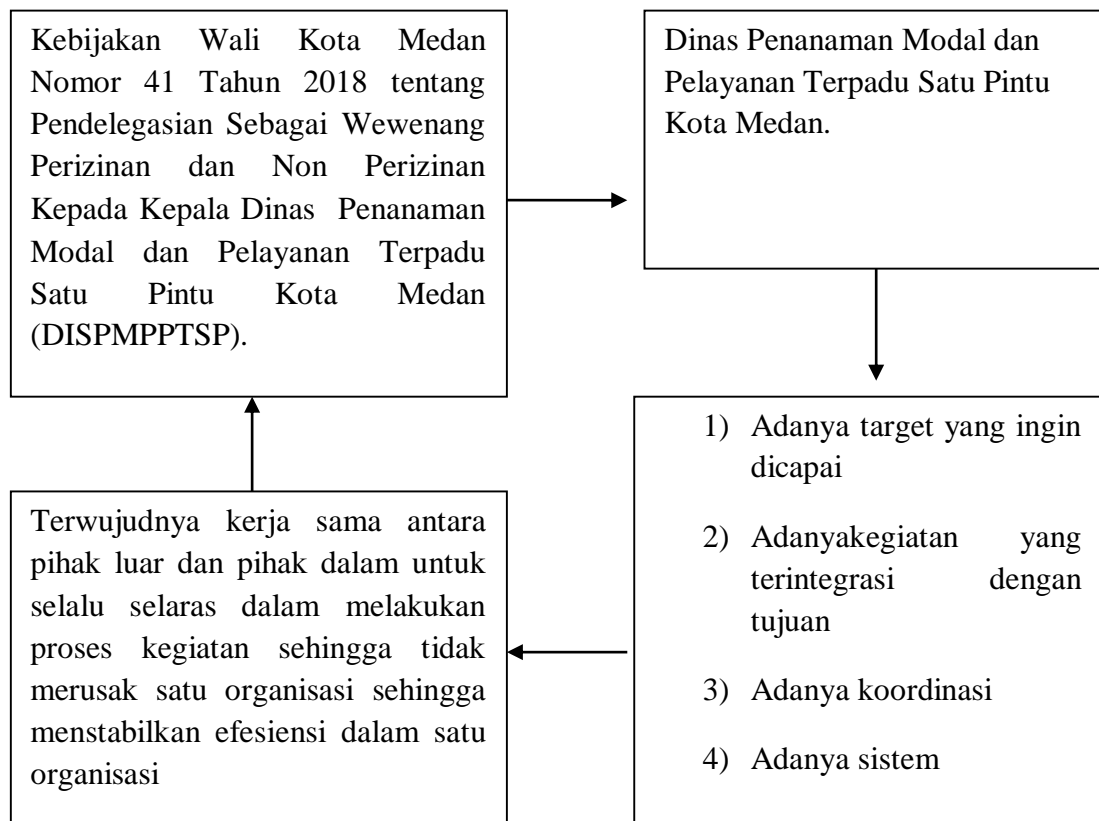 Kebijakan Wali Kota Medan
Nomor 41 Tahun 2018 tentang
Pendelegasian Sebagai Wewenang
Perizinan dan Non Perizinan
Kepada Kepala Dinas Penanaman
Modal dan Pelayanan Terpadu
Satu Pintu Kota Medan
(DISPMPPTSP).
Dinas Penanaman Modal dan
Pelayanan Terpadu Satu Pintu
Kota Medan.
1) Adanya target yang ingin
dicapai
2) Adanyakegiatan yang
terintegrasi dengan
tujuan
3) Adanya koordinasi
4) Adanya sistem
Terwujudnya kerja sama antara
pihak luar dan pihak dalam untuk
selalu selaras dalam melakukan
proses kegiatan sehingga tidak
merusak satu organisasi sehingga
menstabilkan efesiensi dalam satu
organisasi